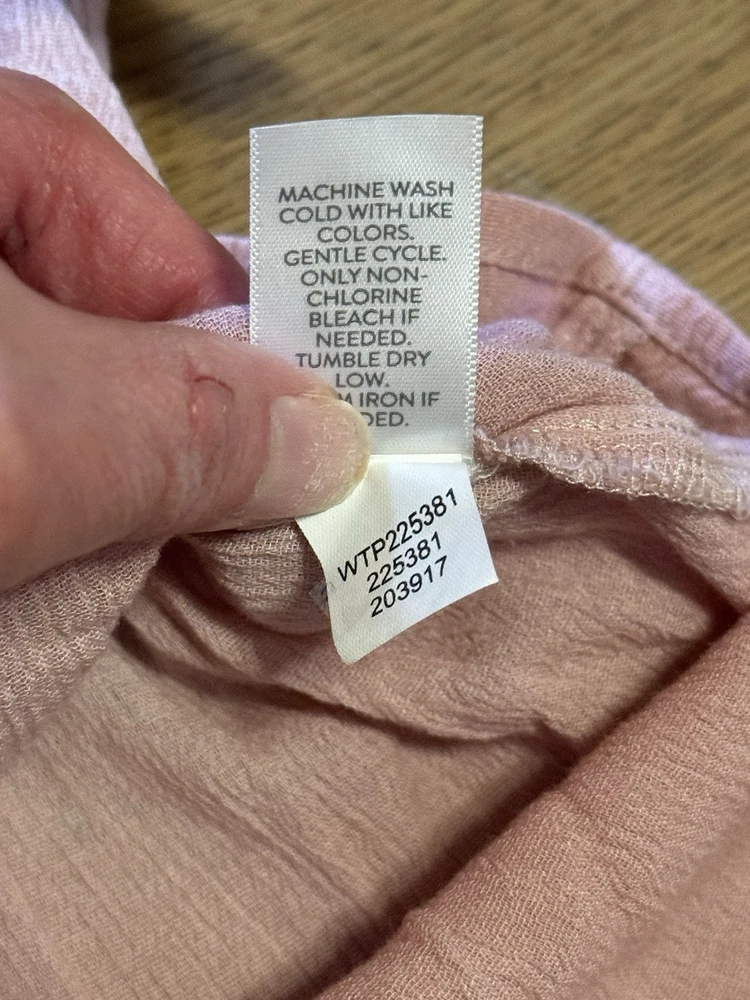 MACHINE WASH
COLD WITH LIKE
COLORS.
GENTLE CYCLE.
ONLY NON-
CHLORINE
BLEACH IF
NEEDED.
TUMBLE DRY
LOW.
IRON IF
WTP225381
225381
203917